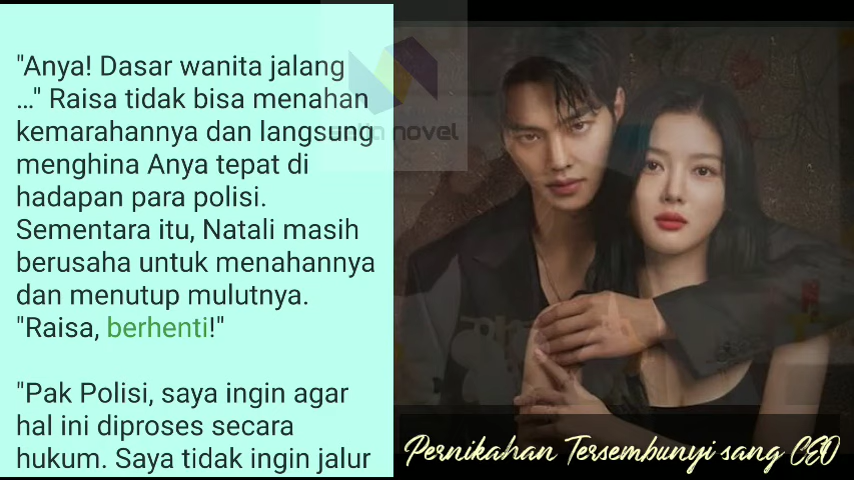 "Anya! Dasar wanita jalang
..." Raisa tidak bisa menahan
kemarahannya dan langsung
menghina Anya tepat di
hadapan para polisi.
Sementara itu, Natali masih
berusaha untuk menahannya
dan menutup mulutnya.
"Raisa, berhenti!"
"Pak Polisi, saya ingin agar
hal ini diproses secara
hukum. Saya tidak ingin jalur
novel
Pernikahan Tersembunyi sang CEO